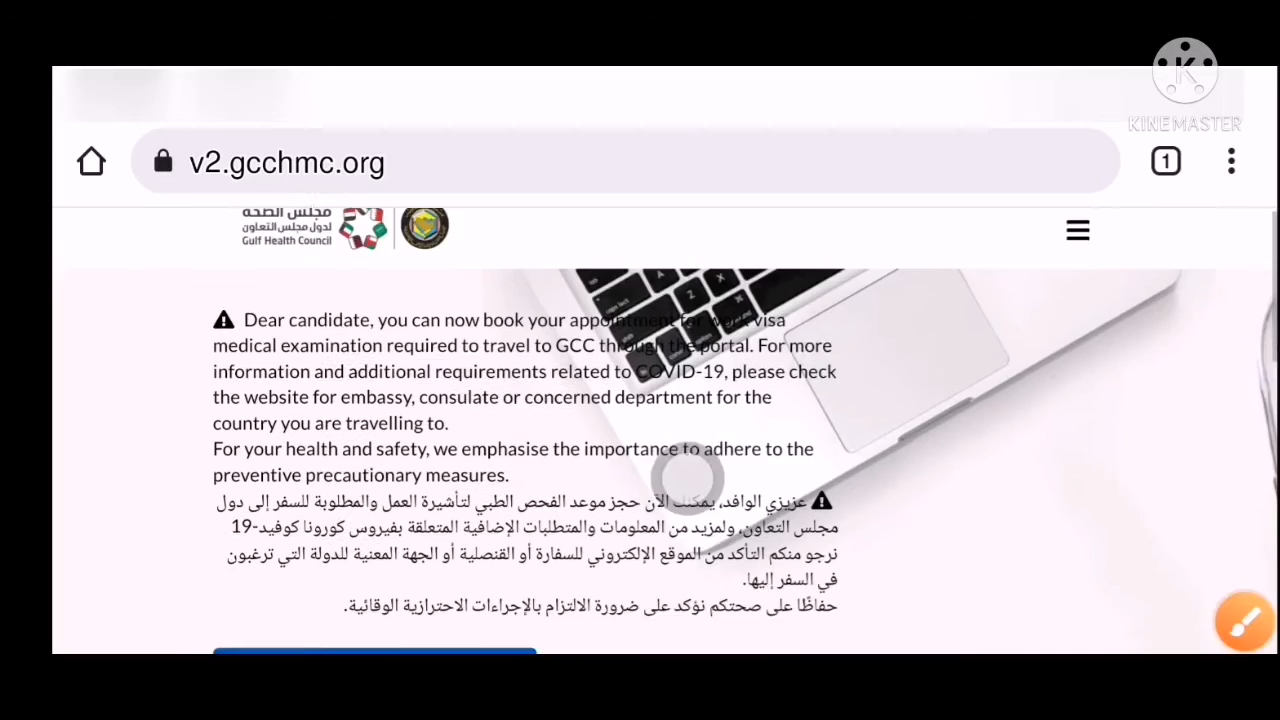 KINEMASTER
v2.gcchmc.org
1
مجلس الصحة
لدول مجلس التعاون
Gulf Health Council
Dear candidate, you can now book your appointment for work visa
medical examination required to travel to GCC through the portal. For more
information and additional requirements related to COVID-19, please check
the website for embassy, consulate or concerned department for the
country you are travelling to.
For your health and safety, we emphasise the importance to adhere to the
preventive precautionary measures.
عزيزي الوافد، يمكنك الآن حجز موعد الفحص الطبي لتأشيرة العمل والمطلوبة للسفر إلى دول
مجلس التعاون، ولمزيد من المعلومات والمتطلبات الإضافية المتعلقة بفيروس كورونا كوفيد-19
نرجو منكم التأكد من الموقع الإلكتروني للسفارة أو القنصلية أو الجهة المعنية للدولة التي ترغبون
في السفر إليها.
حفاظًا على صحتكم نؤكد على ضرورة الالتزام بالإجراءات الاحترازية الوقائية.